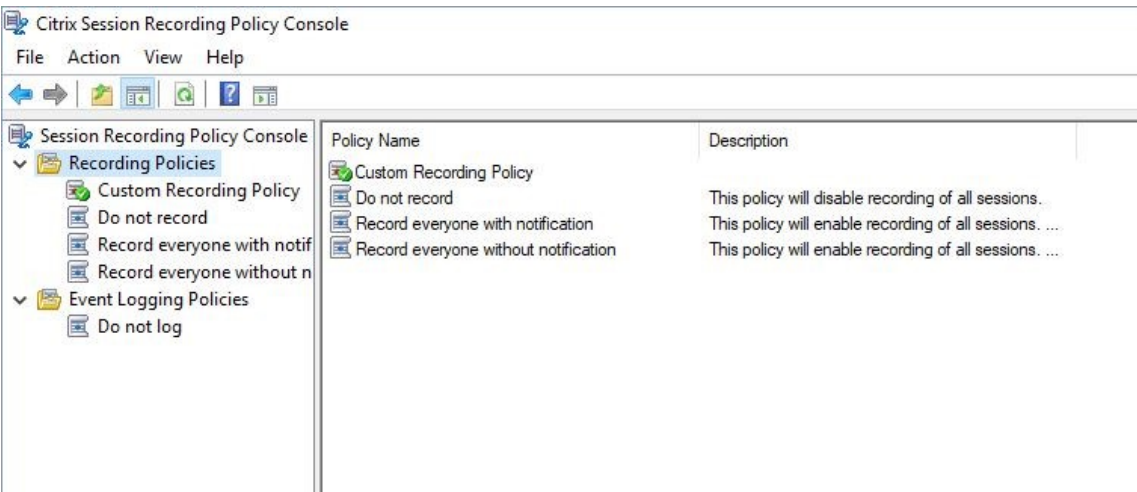 Citrix Session Recording Policy Console
File Action View Help
Session Recording Policy Console
Recording Policies
Custom Recording Policy
Do not record
Record everyone with notif
Record everyone without n
Event Logging Policies
Do not log
Policy Name Description
Custom Recording Policy
Do not record This policy will disable recording of all sessions.
Record everyone with notification This policy will enable recording of all sessions. ...
Record everyone without notification This policy will enable recording of all sessions. ...